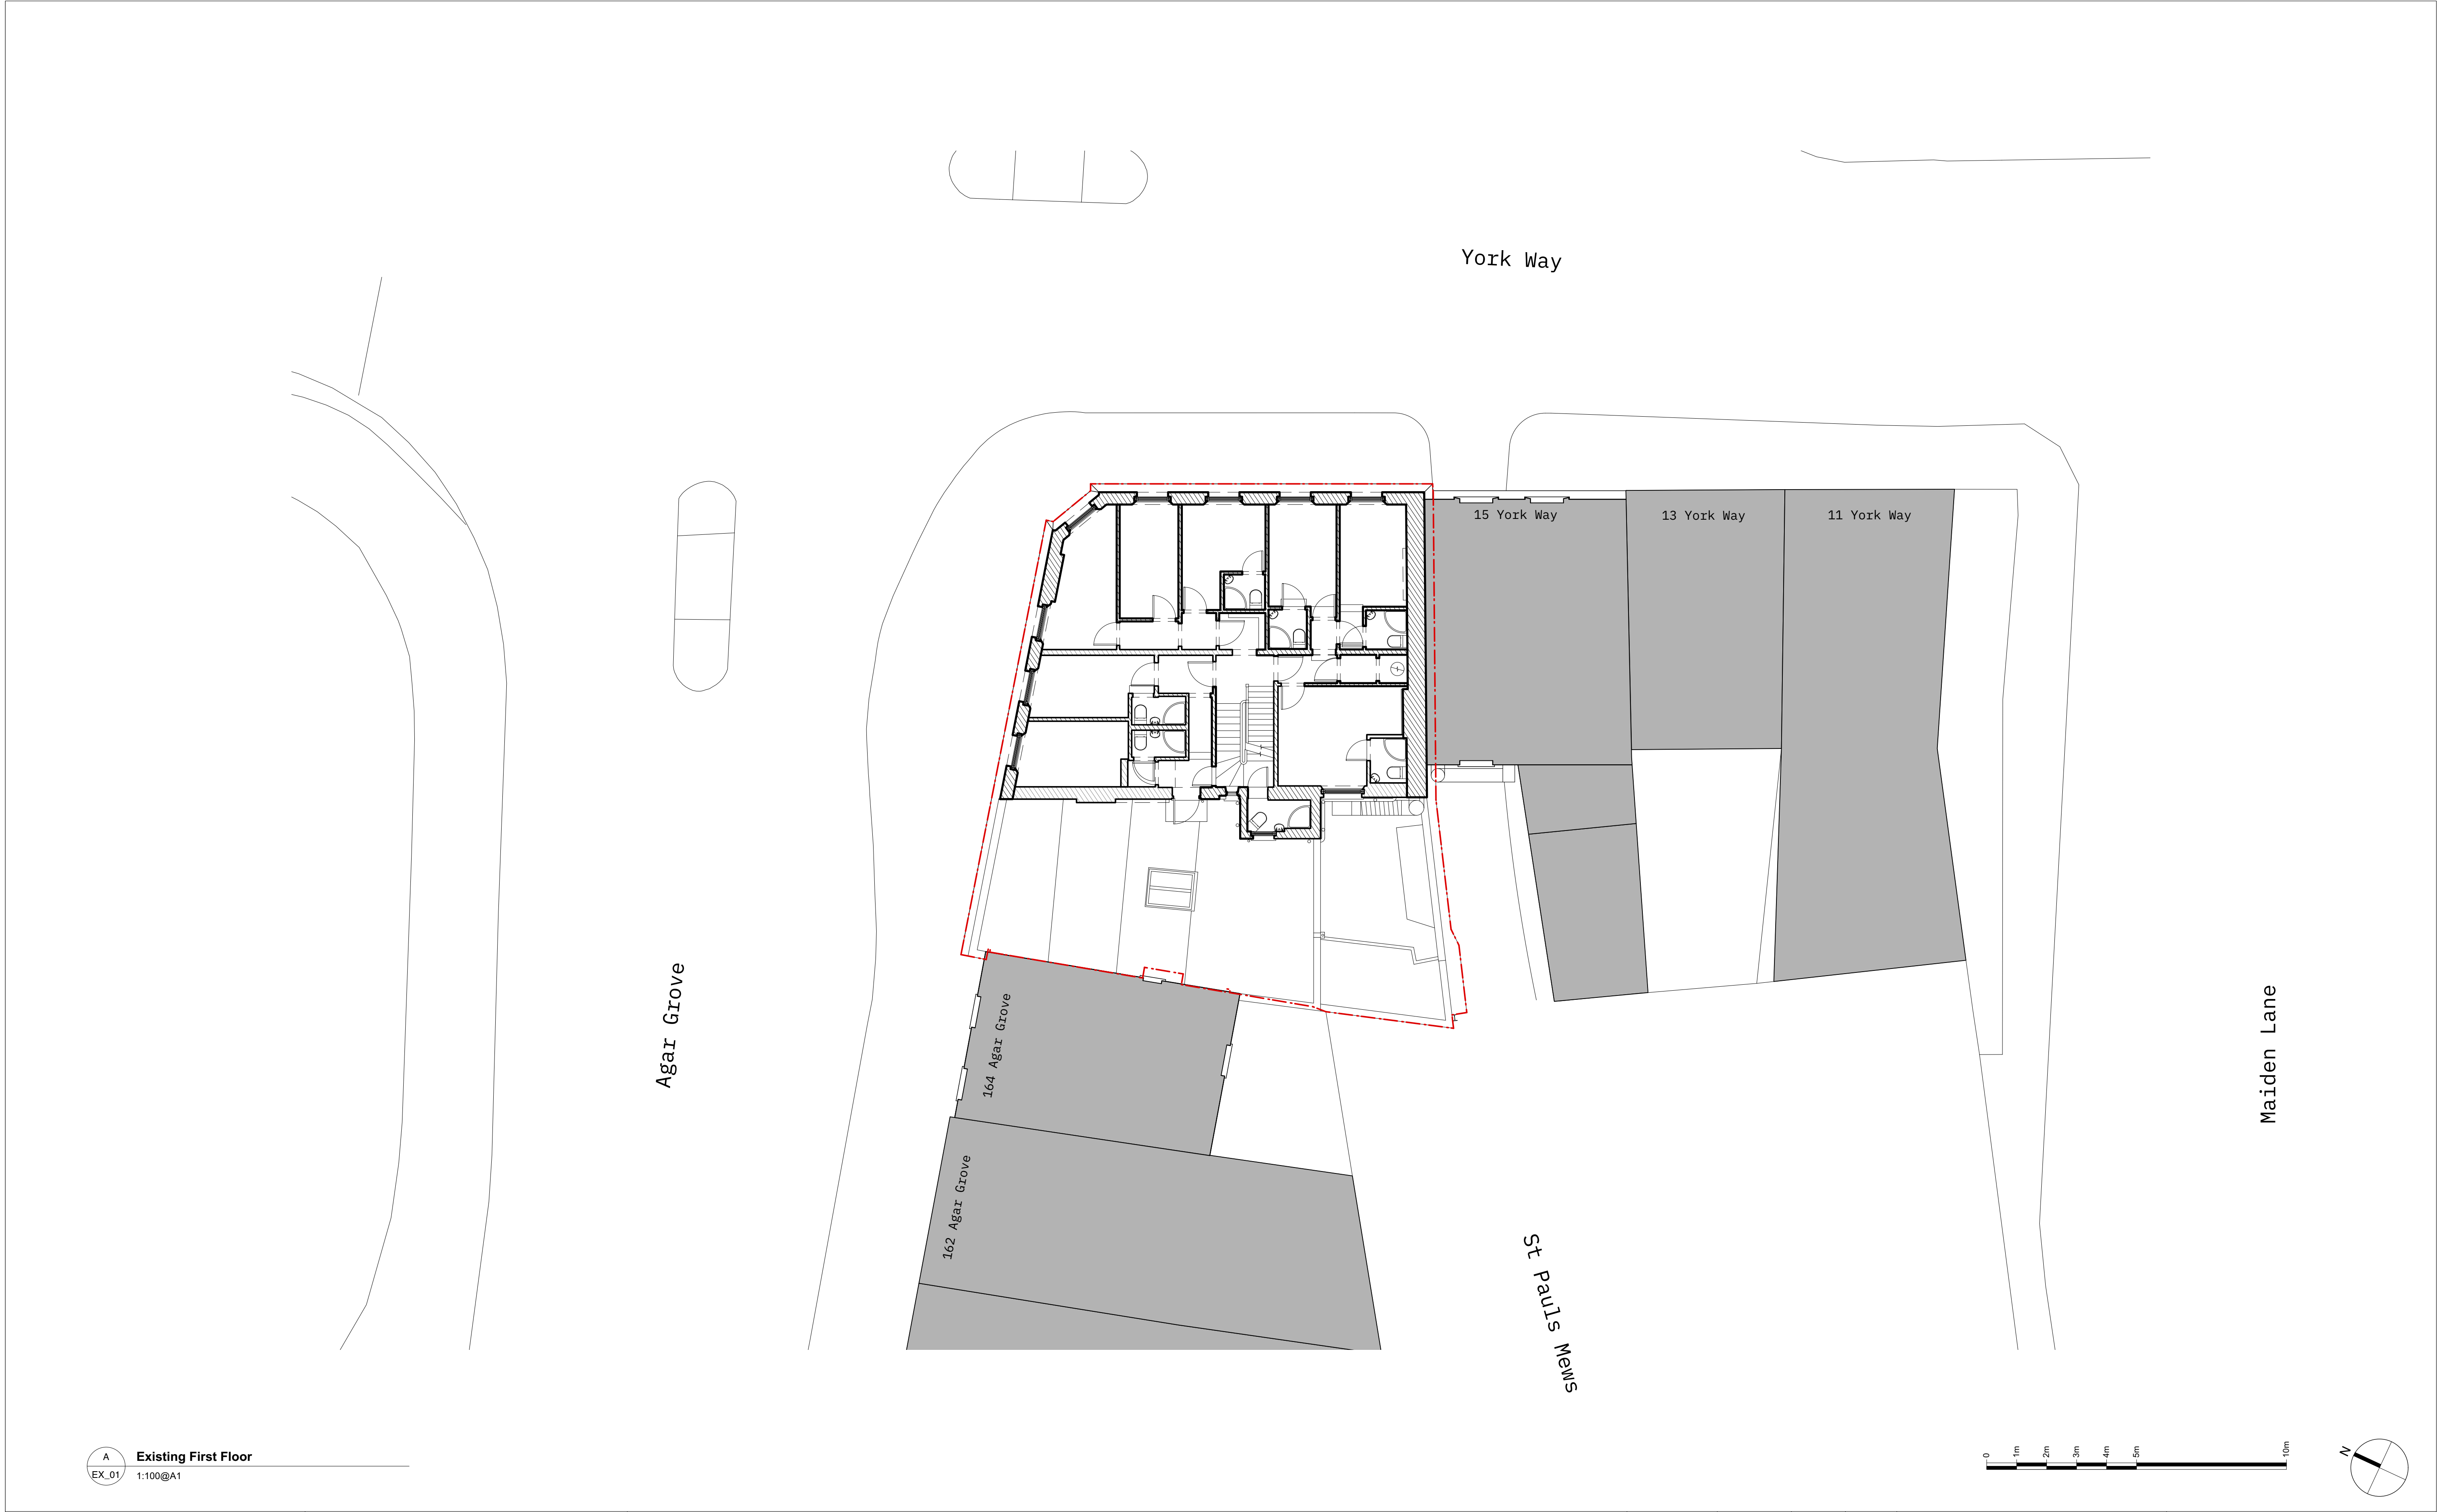 York Way
15 York Way
13 York Way
11 York Way
Agar Grove
164 Agar Grove
162 Agar Grove
Maiden Lane
St Pauls Mews
A
EX_01
Existing First Floor
1:100@A1
0
1m
2m
3m
4m
5m
10m
N